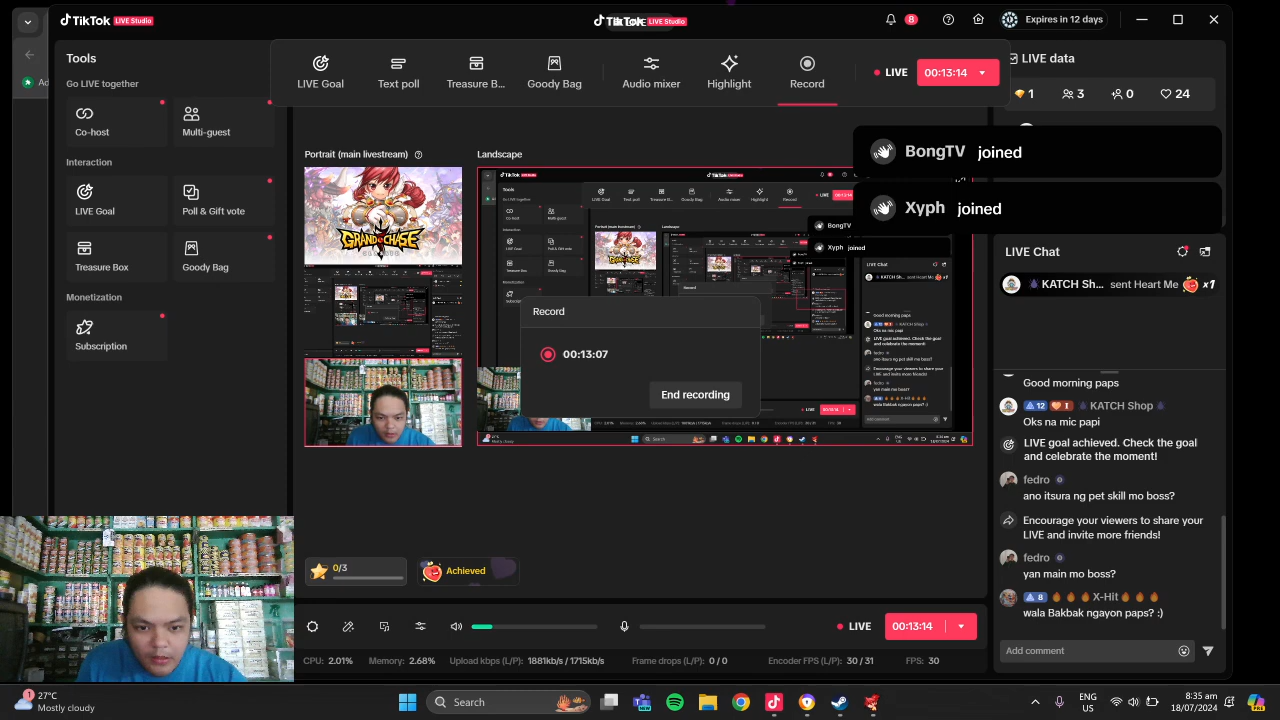 TikTok LIVE Studio
TikTok LIVE Studio
8
Expires in 12 days
Tools
Go LIVE together
Co-host
Multi-guest
Interaction
LIVE Goal
Poll & Gift vote
Treasure Box
Goody Bag
Monetization
Subscription
LIVE Goal
Text poll
Treasure B...
Goody Bag
Audio mixer
Highlight
Record
LIVE
00:13:14
LIVE data
1
3
0
24
BongTV joined
Xyph joined
Portrait (main livestream)
Landscape
GRAND CHASE
Record
00:13:07
End recording
0/3
Achieved
LIVE Chat
KATCH Sh... sent Heart M
x1
Good morning paps
12 1 KATCH Shop
Oks na mic papi
LIVE goal achieved. Check the goal
and celebrate the moment!
fedro
ano itsura ng pet skill mo boss?
Encourage your viewers to share your
LIVE and invite more friends!
fedro
yan main mo boss?
8 X-Hit
wala Bakbak nasyon paps? :)
Add comment
LIVE
00:13:14
CPU: 2.01%
Memory: 2.68%
Upload kbps (L/P): 1881kb/s / 1715kb/s
Frame drops (L/P): 0 / 0
Encoder FPS (L/P): 30 / 31
FPS: 30
1
27°C
Mostly cloudy
Search
ENG
UC
8:35 am
18/07/2024